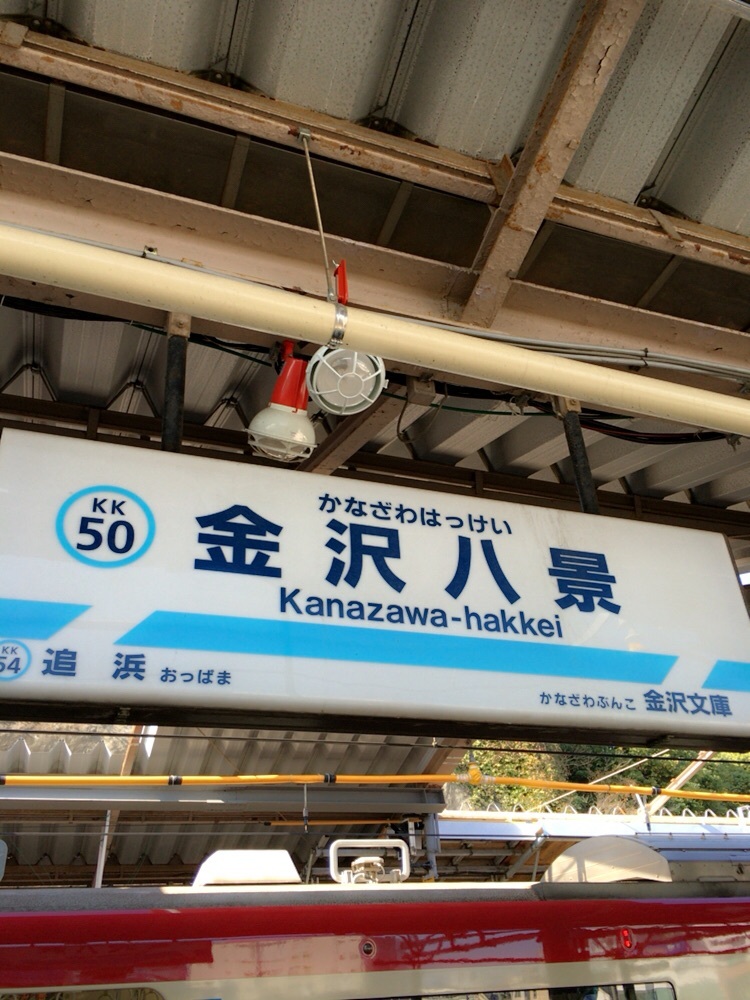 KK
50
かなざわはっけい
金沢八景
Kanazawa-hakkei
KK
54
追浜 おっぱま
かなざわぶんこ 金沢文庫